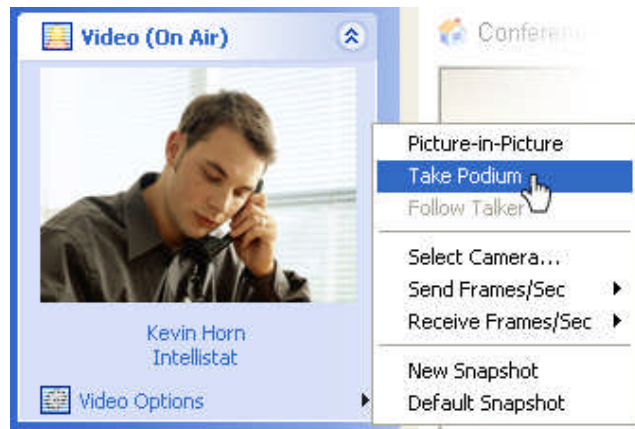 Video (On Air)
Conferen
Picture-in-Picture
Take Podium
Follow Talker
Select Camera...
Send Frames/Sec
Receive Frames/Sec
New Snapshot
Default Snapshot
Kevin Horn
Intellistat
Video Options